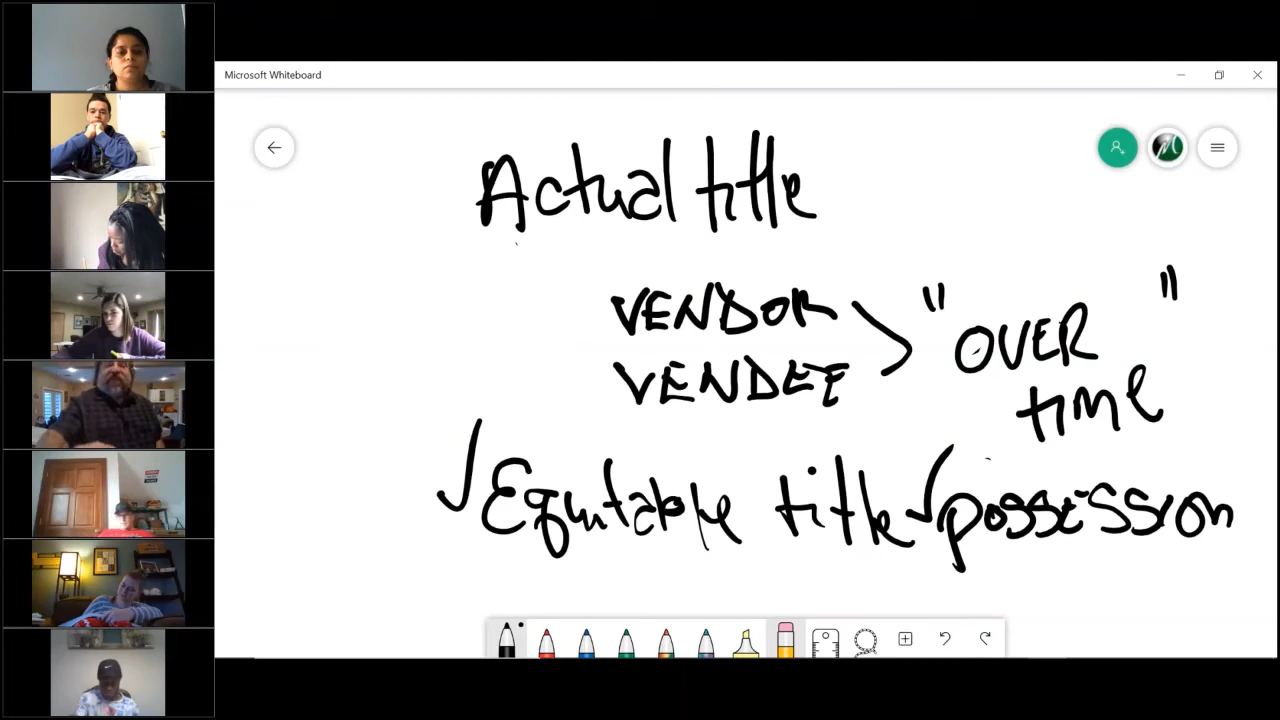 Microsoft Whiteboard
Actual title
VENDOR
VENDEE
" OVER "
time
✓Equitable title ✓possession